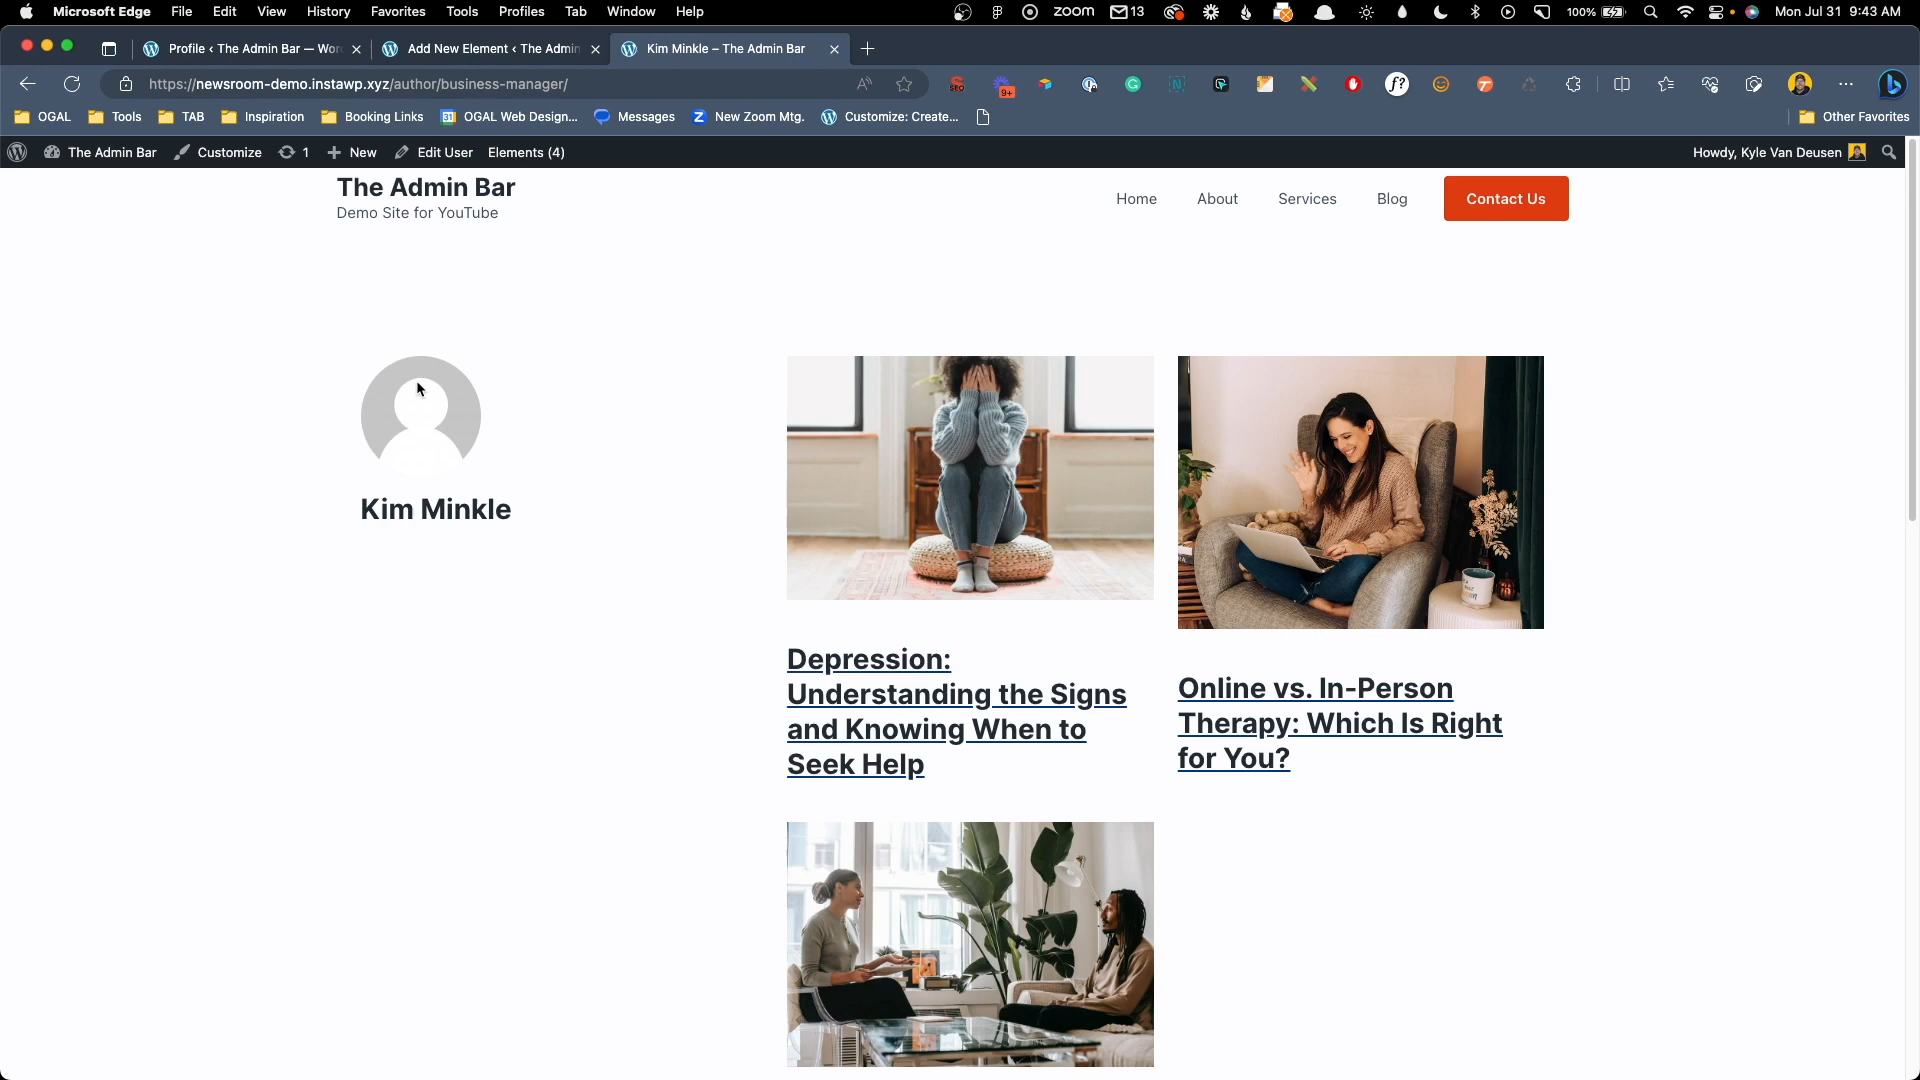 Microsoft Edge File Edit View History Favorites Tools Profiles Tab Window Help zoom 13 100% Mon Jul 31 9:43 AM
Profile ‹ The Admin Bar — Wor Add New Element ‹ The Admin Kim Minkle – The Admin Bar
https://newsroom-demo.instawp.xyz/author/business-manager/ SEO 9+ f?
OGAL Tools TAB Inspiration Booking Links 31 OGAL Web Design... Messages Z New Zoom Mtg. Customize: Create... Other Favorites
The Admin Bar Customize 1 New Edit User Elements (4) Howdy, Kyle Van Deusen
The Admin Bar
Demo Site for YouTube
Home About Services Blog Contact Us
Kim Minkle
Depression:
Understanding the Signs
and Knowing When to
Seek Help
Online vs. In-Person
Therapy: Which Is Right
for You?